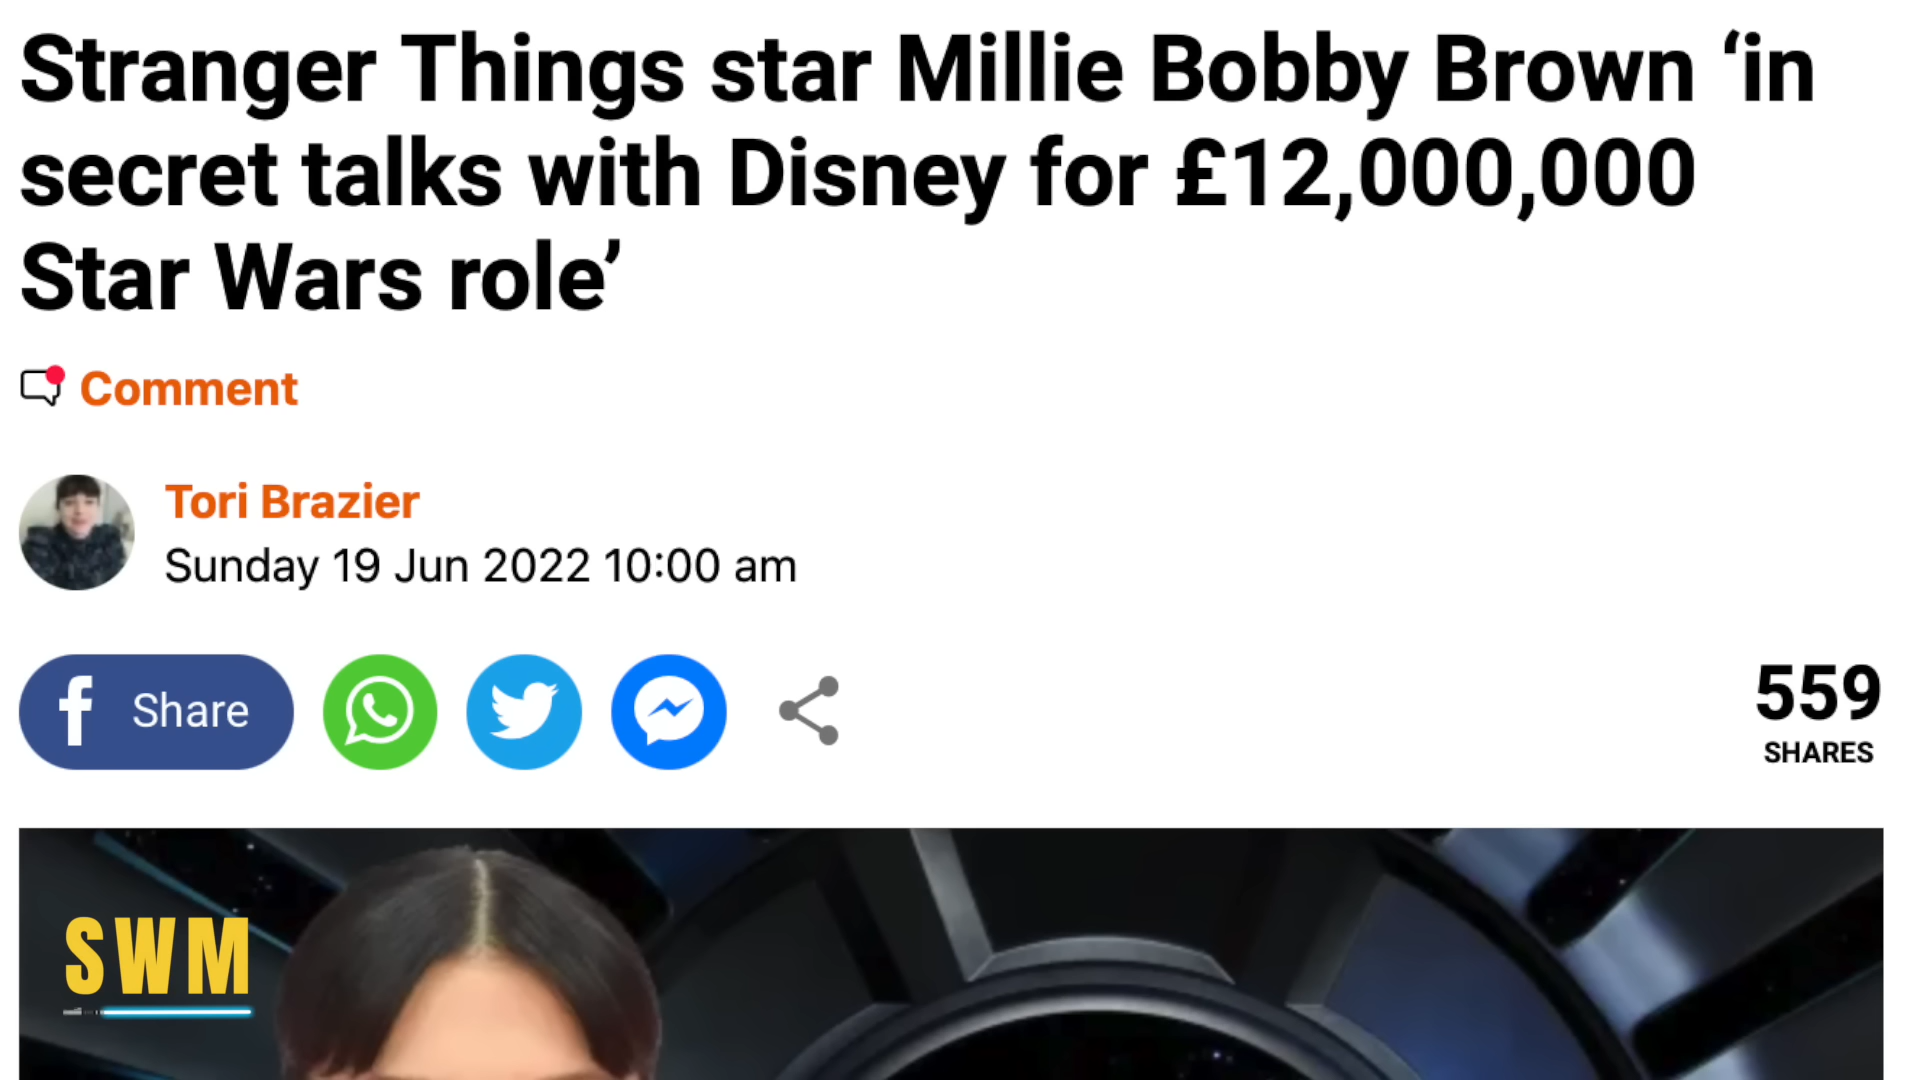 Stranger Things star Millie Bobby Brown ‘in
secret talks with Disney for £12,000,000
Star Wars role’
Comment
Tori Brazier
Sunday 19 Jun 2022 10:00 am
Share
559
SHARES
SWM